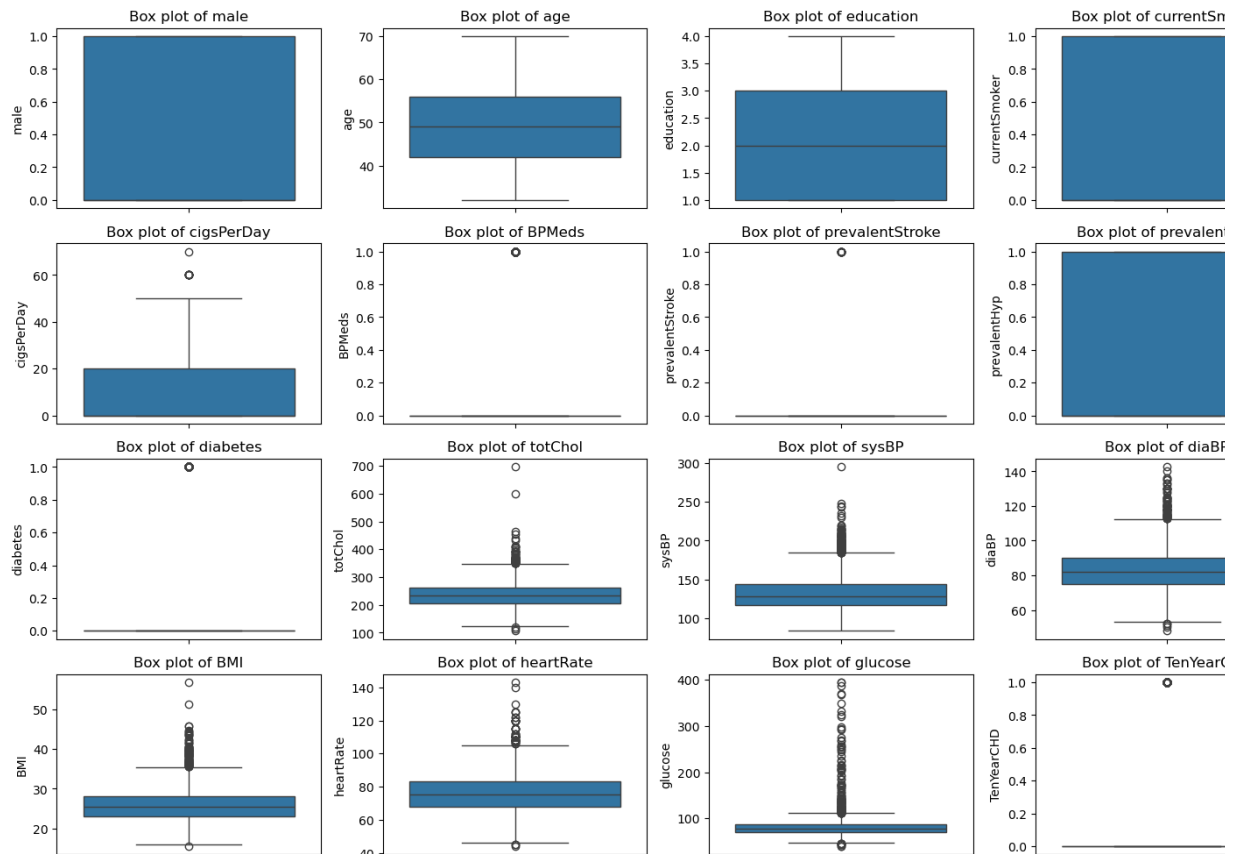 Box plot of male
1.0
0.8
0.6
0.4
0.2
0.0
male
Box plot of age
70
60
50
40
age
Box plot of education
4.0
3.5
3.0
2.5
2.0
1.5
1.0
education
Box plot of currentSm
1.0
0.8
0.6
0.4
0.2
0.0
currentSmoker
Box plot of cigsPerDay
60
40
20
0
cigsPerDay
Box plot of BPMeds
1.0
0.8
0.6
0.4
0.2
0.0
BPMeds
Box plot of prevalentStroke
1.0
0.8
0.6
0.4
0.2
0.0
prevalentStroke
Box plot of prevalent
1.0
0.8
0.6
0.4
0.2
0.0
prevalentHyp
Box plot of diabetes
1.0
0.8
0.6
0.4
0.2
0.0
diabetes
Box plot of totChol
700
600
500
400
300
200
100
totChol
Box plot of sysBP
300
250
200
150
100
sysBP
Box plot of diaBP
140
120
100
80
60
diaBP
Box plot of BMI
50
40
30
20
BMI
Box plot of heartRate
140
120
100
80
60
40
heartRate
Box plot of glucose
400
300
200
100
glucose
Box plot of TenYearC
1.0
0.8
0.6
0.4
0.2
0.0
TenYearCHD